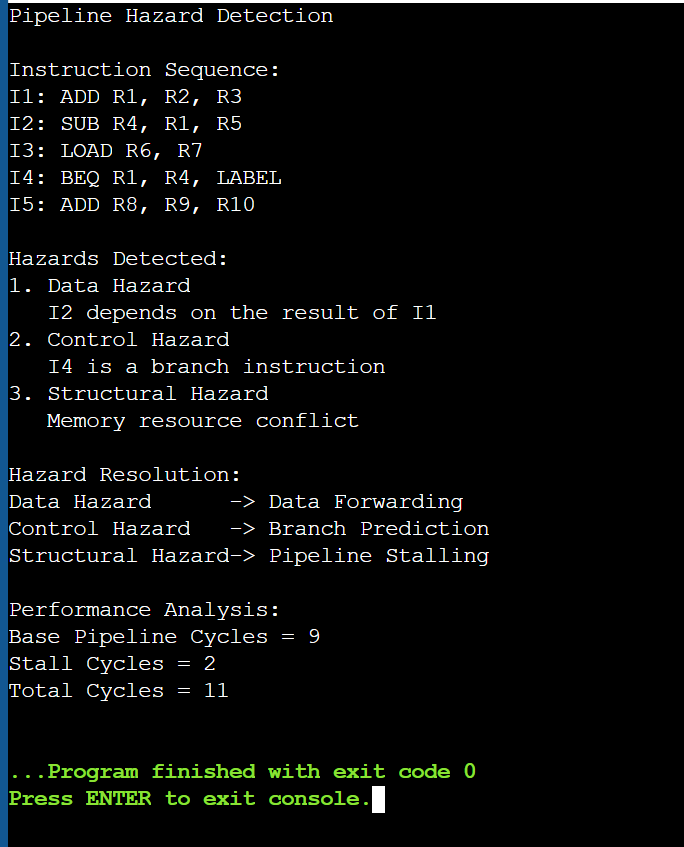 Pipeline Hazard Detection
Instruction Sequence:
I1: ADD R1, R2, R3
I2: SUB R4, R1, R5
I3: LOAD R6, R7
I4: BEQ R1, R4, LABEL
I5: ADD R8, R9, R10
Hazards Detected:
1. Data Hazard
   I2 depends on the result of I1
2. Control Hazard
   I4 is a branch instruction
3. Structural Hazard
   Memory resource conflict
Hazard Resolution:
Data Hazard      -> Data Forwarding
Control Hazard   -> Branch Prediction
Structural Hazard-> Pipeline Stalling
Performance Analysis:
Base Pipeline Cycles = 9
Stall Cycles = 2
Total Cycles = 11
...Program finished with exit code 0
Press ENTER to exit console.